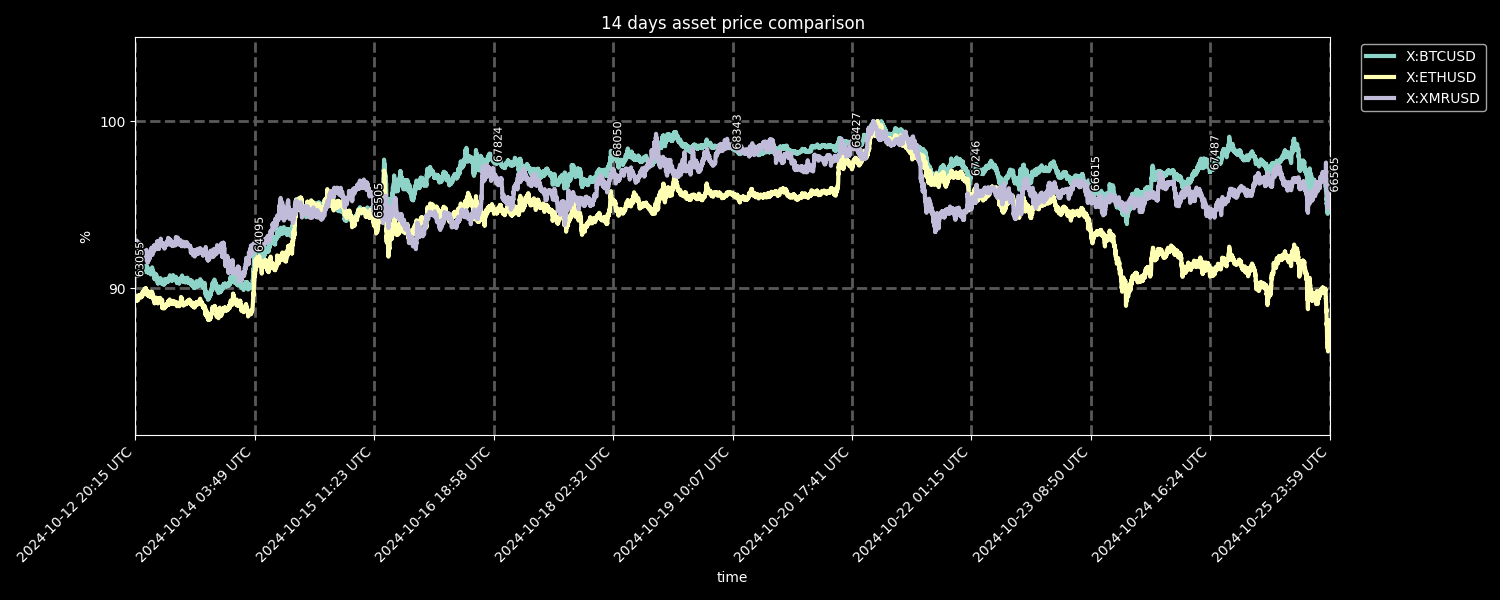 14 days asset price comparison
X:BTCUSD
X:ETHUSD
X:XMRUSD
100
90
%
63055
64095
65505
67824
68050
68343
68427
67246
66615
67487
66565
2024-10-12 20:15 UTC
2024-10-14 03:49 UTC
2024-10-15 11:23 UTC
2024-10-16 18:58 UTC
2024-10-18 02:32 UTC
2024-10-19 10:07 UTC
2024-10-20 17:41 UTC
2024-10-22 01:15 UTC
2024-10-23 08:50 UTC
2024-10-24 16:24 UTC
2024-10-25 23:59 UTC
time